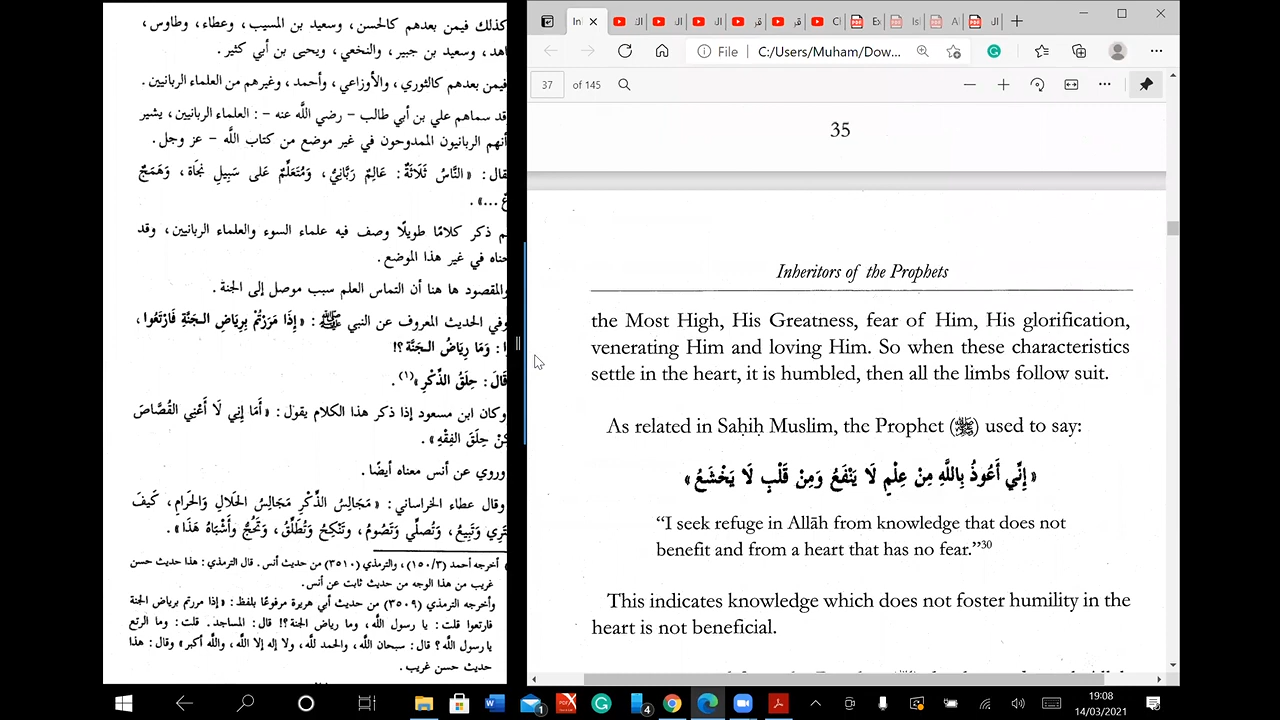 كذلك فيمن بعدهم كالحسن، وسعيد بن المسيب، وعطاء، وطاوس،
اهد، وسعيد بن جبير، والنخعي، ويحيى بن أبي كثير
فيمن بعدهم كالثوري، والأوزاعي، وأحمد، وغيرهم من العلماء الربانيين.
قد سماهم علي بن أبي طالب - رضي الله عنه - : العلماء الربانيين، يشير
أنهم الربانيون الممدوحون في غير موضع من كتاب الله - عز وجل.
قال: «النَّاسُ ثَلَاثَةٌ: عَالِمٌ رَبَّانِيٌّ، وَمُتَعَلِّمٌ عَلَى سَبِيلِ نَجَاة، وَهَمَجٌ
عٌ ...».
م ذكر كلامًا طويلًا وصف فيه علماء السوء والعلماء الربانيين، وقد
حناه في غير هذا الموضع.
والمقصود ها هنا أن التماس العلم سبب موصل إلى الجنة.
وفي الحديث المعروف عن النبي ﷺ: «إِذَا مَرَرْتُمْ بِرِيَاضِ الْجَنَّةِ فَارْتَعُوا،
ا: وَمَا رِيَاضُ الْجَنَّة؟!
قَالَ: حِلَقُ الذِّكْرِ»(١).
وكان ابن مسعود إذا ذكر هذا الكلام يقول: «أَمَا إِنِّي لَا أَعْنِي القُصَّاصَ
كِنْ حِلَقَ الفِقْهِ».
وروي عن أنس معناه أيضًا.
وقال عطاء الخراساني: «مَجَالِسُ الذِّكْرِ مَجَالِسُ الْحَلَالِ وَالْحَرَامِ، كَيفَ
تَرِي وَتَبِيعُ، وَتُصلِّي وَتَصُومُ، وَتَنْكِحُ وتُطَلِّقُ، وَتَحُجُّ وأَشْبَاهُ هَذَا».
) أخرجه أحمد (٣/ ١٥٠)، والترمذي (٣٥١٠) من حديث أنس. قال الترمذي: هذا حديث حسن
غريب من هذا الوجه من حديث ثابت عن أنس.
وأخرجه الترمذي (٣٥٠٩) من حديث أبي هريرة مرفوعًا بلفظ: «إذا مررتم برياض الجنة
فارتعوا قلت: يا رسول الله، وما رياض الجنة؟! قال: المساجد. قلت: وما الرتع
يا رسول الله؟ قال: سبحان الله، والحمد لله، ولا إله إلا الله، والله أكبر» وقال: هذا
حديث حسن غريب.
In
File C:/Users/Muham/Dow...
37 of 145
35
Inheritors of the Prophets
the Most High, His Greatness, fear of Him, His glorification,
venerating Him and loving Him. So when these characteristics
settle in the heart, it is humbled, then all the limbs follow suit.
As related in Saḥiḥ Muslim, the Prophet (ﷺ) used to say:
«إِنِّي أَعُوذُ بِاللَّهِ مِنْ عِلْمٍ لَا يَنْفَعُ وَمِنْ قَلْبٍ لَا يَخْشَعُ»
“I seek refuge in Allāh from knowledge that does not
benefit and from a heart that has no fear.”30
This indicates knowledge which does not foster humility in the
heart is not beneficial.
19:08
14/03/2021